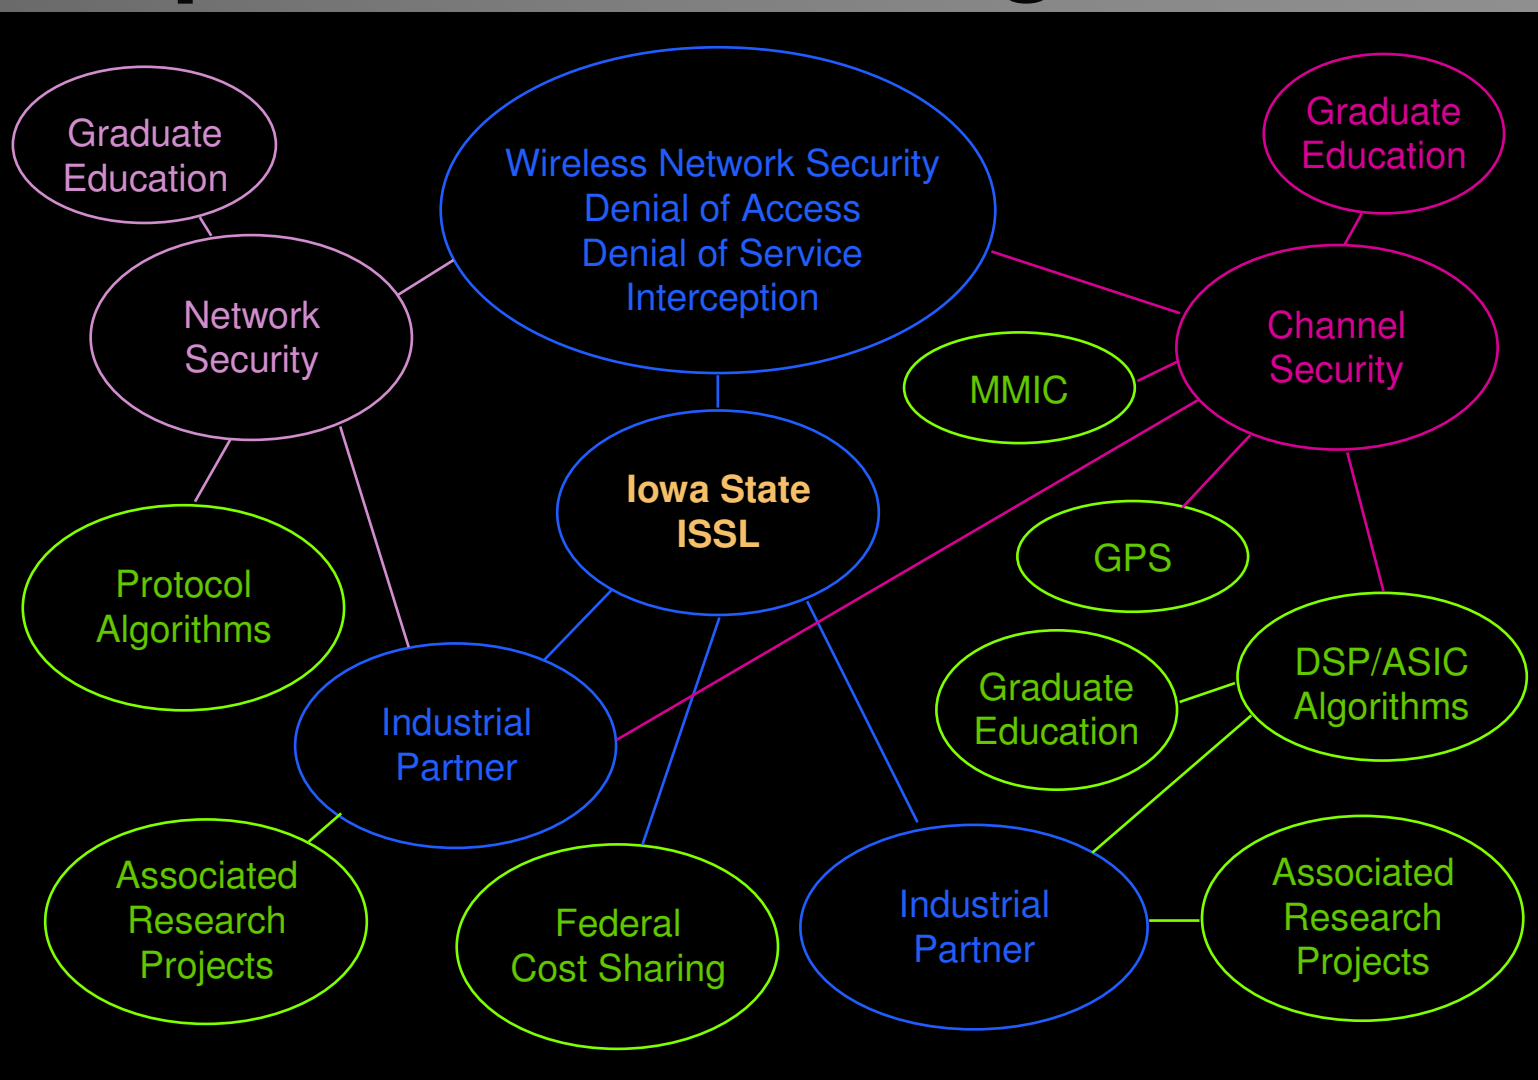 Graduate
Education
Wireless Network Security
Denial of Access
Denial of Service
Interception
Graduate
Education
Network
Security
Channel
Security
MMIC
Iowa State
ISSL
GPS
Protocol
Algorithms
DSP/ASIC
Algorithms
Graduate
Education
Industrial
Partner
Associated
Research
Projects
Federal
Cost Sharing
Industrial
Partner
Associated
Research
Projects